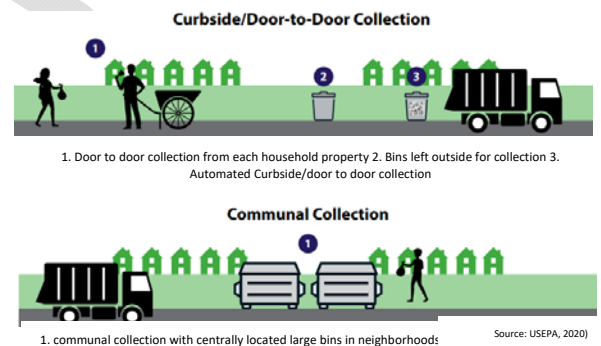 Curbside/Door-to-Door Collection
1
2
3
1. Door to door collection from each household property 2. Bins left outside for collection 3.
Automated Curbside/door to door collection
Communal Collection
1
1. communal collection with centrally located large bins in neighborhoods
Source: USEPA, 2020)